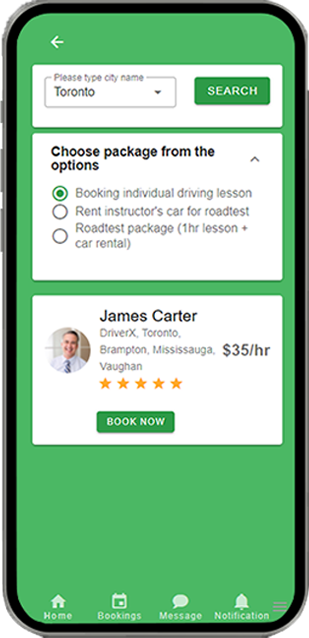 Please type city name
Toronto
SEARCH
Choose package from the
options
Booking individual driving lesson
Rent instructor's car for roadtest
Roadtest package (1hr lesson +
car rental)
James Carter
DriverX, Toronto,
Brampton, Mississauga,
$35/hr
Vaughan
BOOK NOW
Home Bookings Message Notification